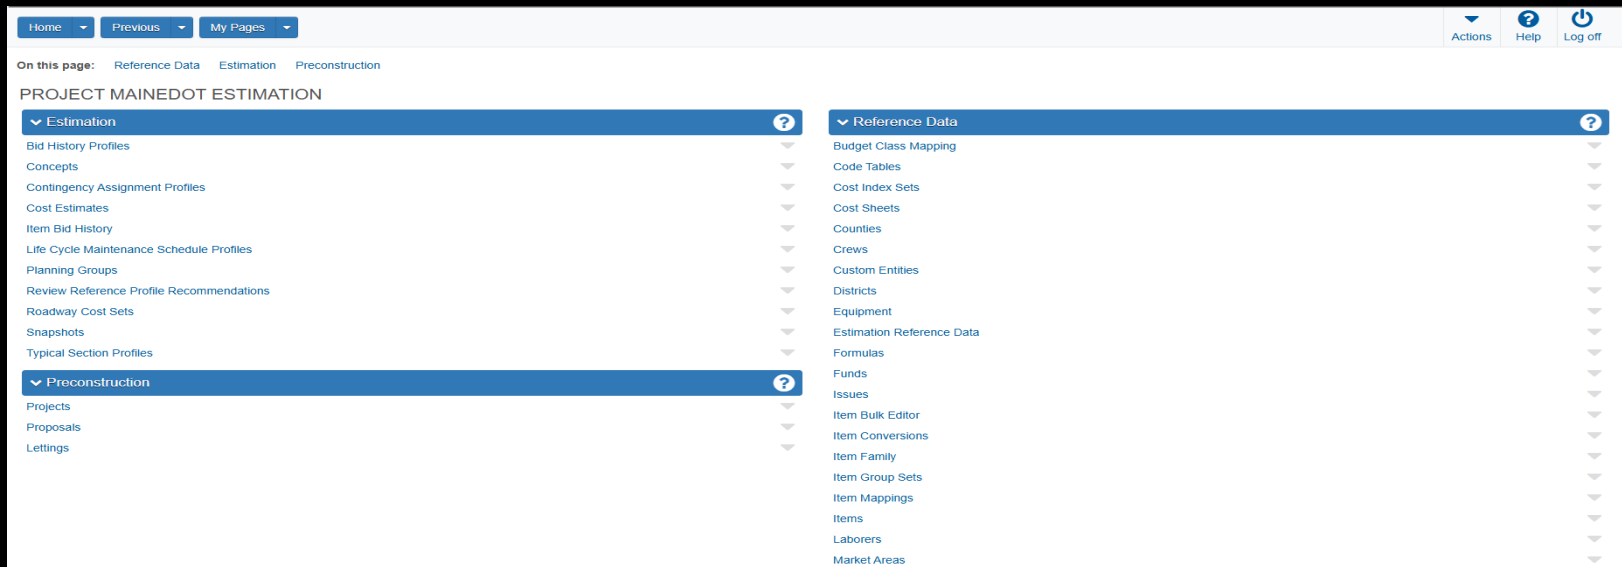 Home Previous My Pages
Actions Help Log off
On this page: Reference Data Estimation Preconstruction
PROJECT MAINEDOT ESTIMATION
Estimation ?
Bid History Profiles
Concepts
Contingency Assignment Profiles
Cost Estimates
Item Bid History
Life Cycle Maintenance Schedule Profiles
Planning Groups
Review Reference Profile Recommendations
Roadway Cost Sets
Snapshots
Typical Section Profiles
Preconstruction ?
Projects
Proposals
Lettings
Reference Data ?
Budget Class Mapping
Code Tables
Cost Index Sets
Cost Sheets
Counties
Crews
Custom Entities
Districts
Equipment
Estimation Reference Data
Formulas
Funds
Issues
Item Bulk Editor
Item Conversions
Item Family
Item Group Sets
Item Mappings
Items
Laborers
Market Areas